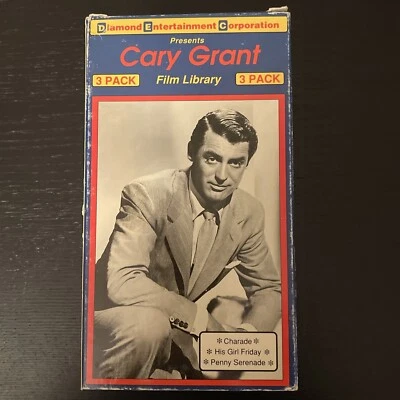 Diamond Entertainment Corporation
Presents
Cary Grant
3 PACK Film Library 3 PACK
❇ Charade ❇
❇ His Girl Friday ❇
❇ Penny Serenade ❇